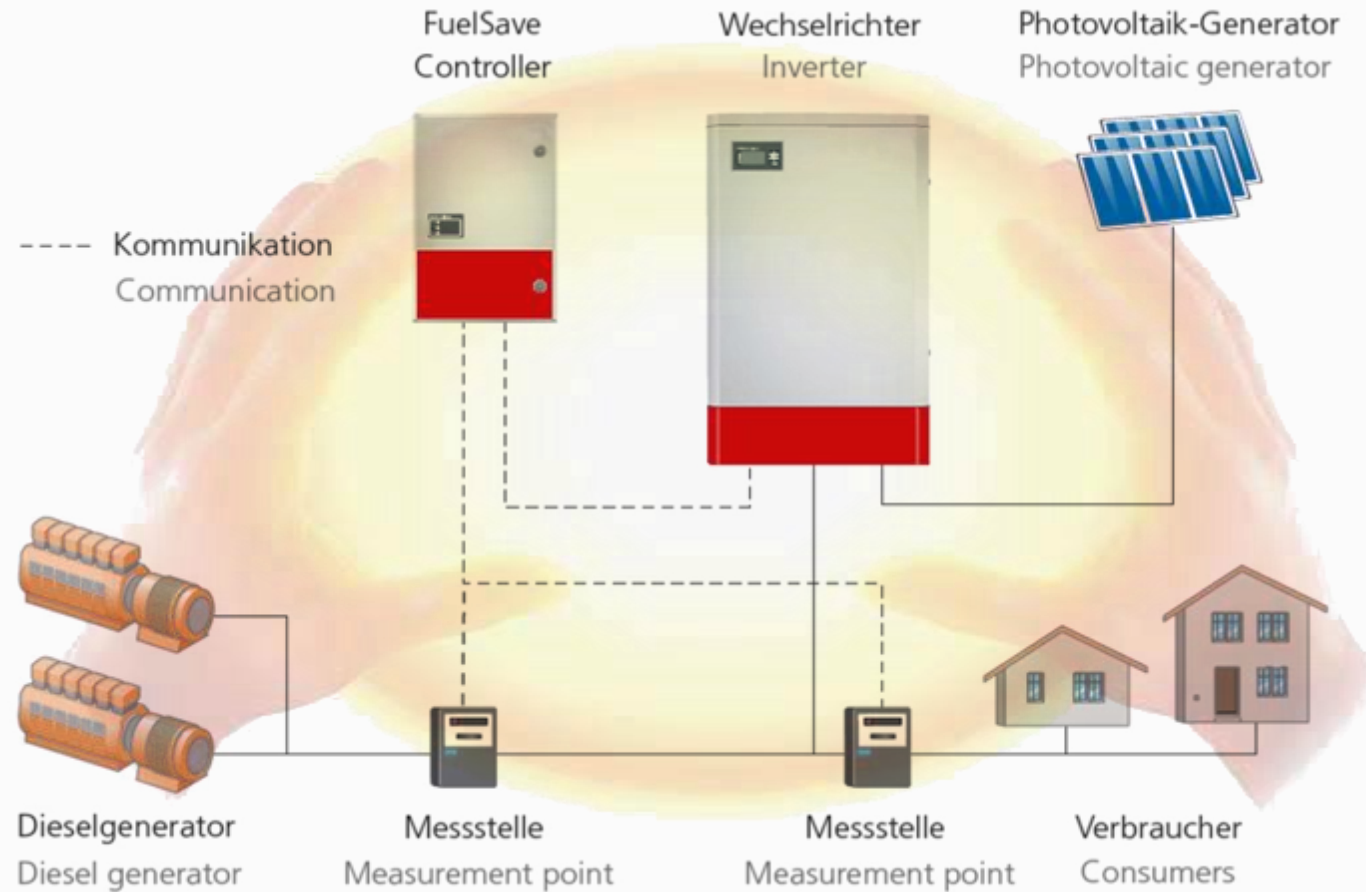 FuelSave
Controller
Wechselrichter
Inverter
Photovoltaik-Generator
Photovoltaic generator
Kommunikation
Communication
Dieselgenerator
Diesel generator
Messstelle
Measurement point
Messstelle
Measurement point
Verbraucher
Consumers